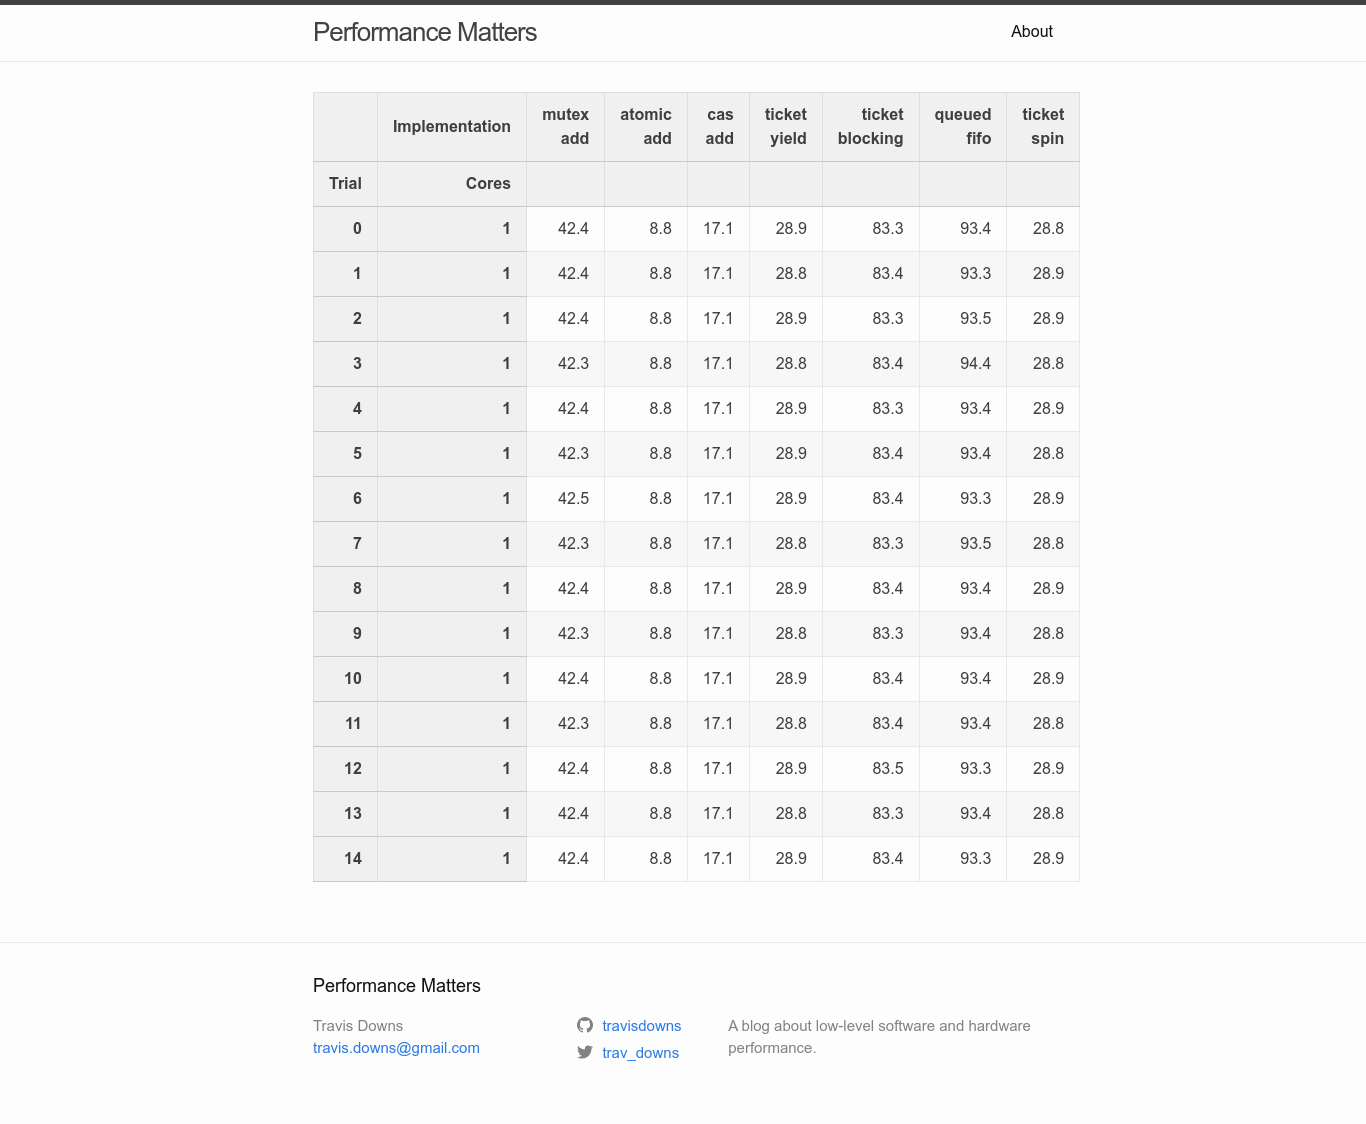 Performance Matters
About
Implementation mutex add atomic add cas add ticket yield ticket blocking queued fifo ticket spin
Trial Cores
0 1 42.4 8.8 17.1 28.9 83.3 93.4 28.8
1 1 42.4 8.8 17.1 28.8 83.4 93.3 28.9
2 1 42.4 8.8 17.1 28.9 83.3 93.5 28.9
3 1 42.3 8.8 17.1 28.8 83.4 94.4 28.8
4 1 42.4 8.8 17.1 28.9 83.3 93.4 28.9
5 1 42.3 8.8 17.1 28.9 83.4 93.4 28.8
6 1 42.5 8.8 17.1 28.9 83.4 93.3 28.9
7 1 42.3 8.8 17.1 28.8 83.3 93.5 28.8
8 1 42.4 8.8 17.1 28.9 83.4 93.4 28.9
9 1 42.3 8.8 17.1 28.8 83.3 93.4 28.8
10 1 42.4 8.8 17.1 28.9 83.4 93.4 28.9
11 1 42.3 8.8 17.1 28.8 83.4 93.4 28.8
12 1 42.4 8.8 17.1 28.9 83.5 93.3 28.9
13 1 42.4 8.8 17.1 28.8 83.3 93.4 28.8
14 1 42.4 8.8 17.1 28.9 83.4 93.3 28.9
Performance Matters
Travis Downs
travis.downs@gmail.com
travisdowns
trav_downs
A blog about low-level software and hardware
performance.